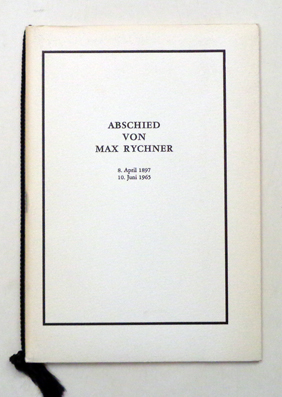 ABSCHIED
VON
MAX RYCHNER
8. April 1897
10. Juni 1965